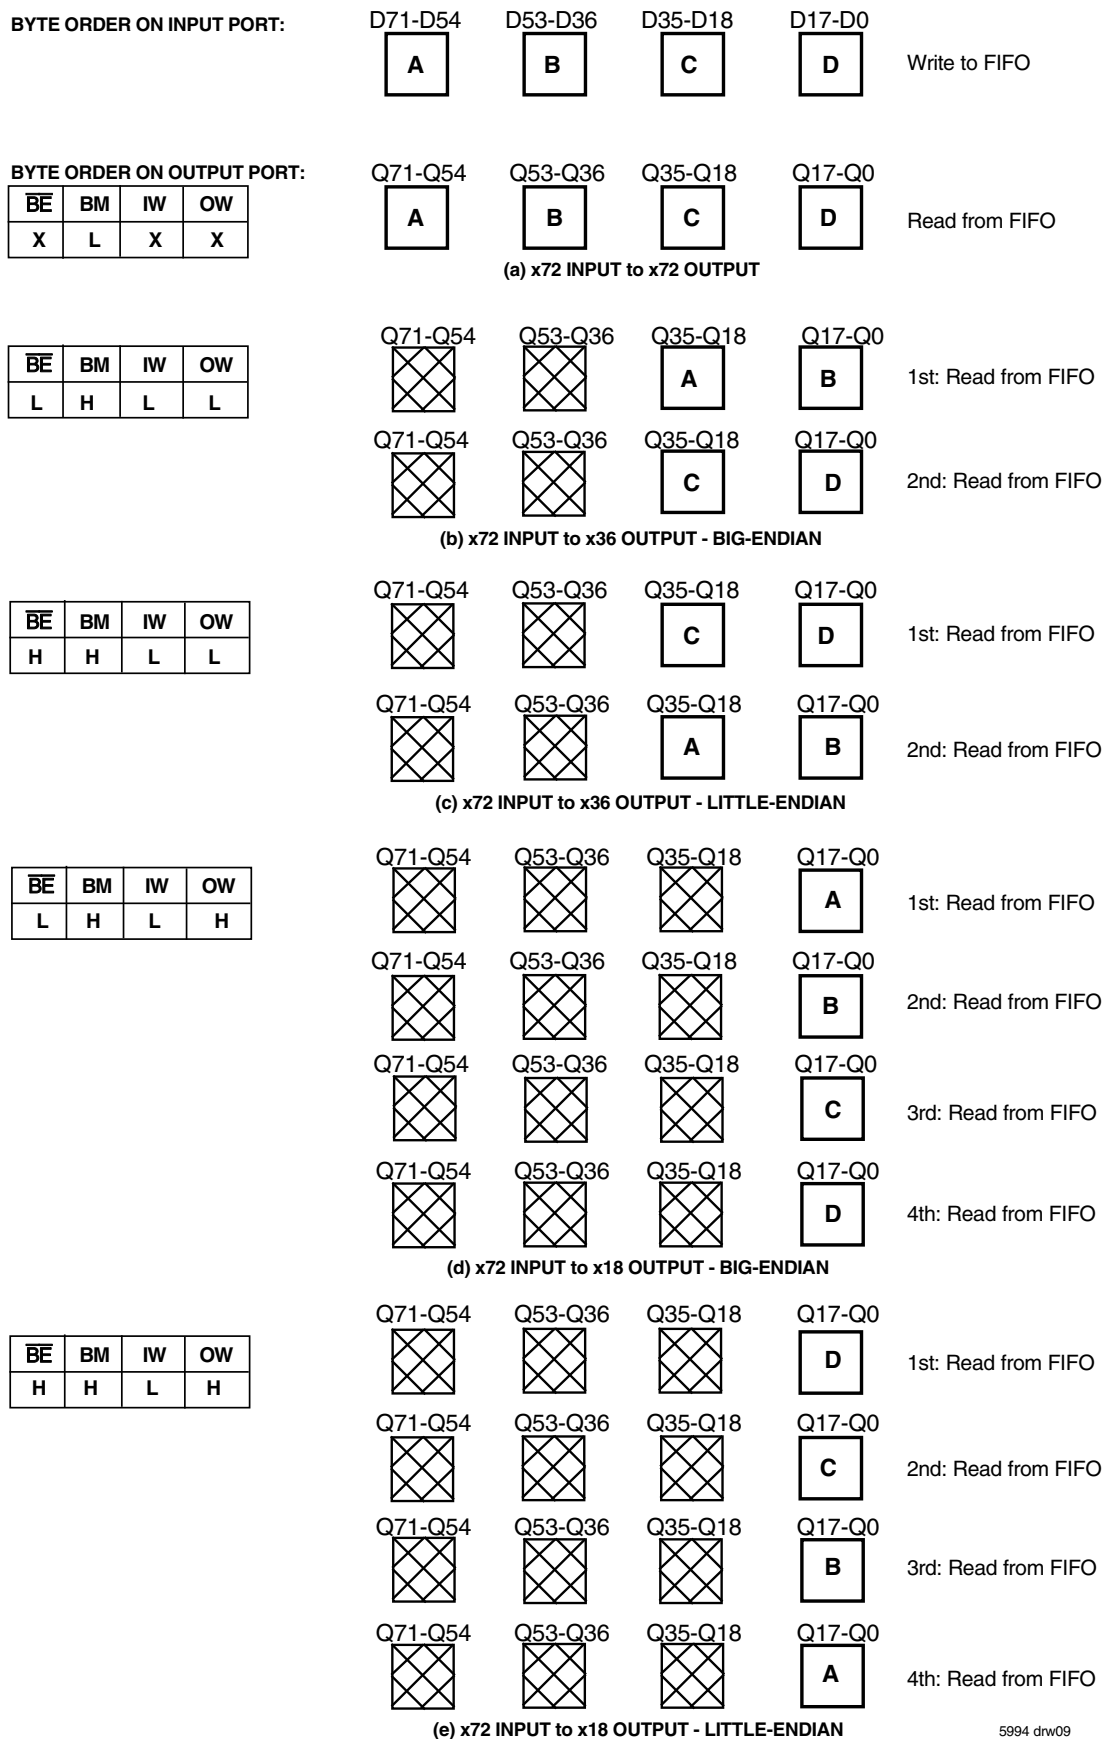 BYTE ORDER ON INPUT PORT:
D71-D54 D53-D36 D35-D18 D17-D0
A B C D Write to FIFO
BYTE ORDER ON OUTPUT PORT:
Q71-Q54 Q53-Q36 Q35-Q18 Q17-Q0
BE BM IW OW
X L X X
A B C D Read from FIFO
(a) x72 INPUT to x72 OUTPUT
Q71-Q54 Q53-Q36 Q35-Q18 Q17-Q0
BE BM IW OW
L H L L
A B 1st: Read from FIFO
Q71-Q54 Q53-Q36 Q35-Q18 Q17-Q0
C D 2nd: Read from FIFO
(b) x72 INPUT to x36 OUTPUT - BIG-ENDIAN
Q71-Q54 Q53-Q36 Q35-Q18 Q17-Q0
BE BM IW OW
H H L L
C D 1st: Read from FIFO
Q71-Q54 Q53-Q36 Q35-Q18 Q17-Q0
A B 2nd: Read from FIFO
(c) x72 INPUT to x36 OUTPUT - LITTLE-ENDIAN
Q71-Q54 Q53-Q36 Q35-Q18 Q17-Q0
BE BM IW OW
L H L H
A 1st: Read from FIFO
Q71-Q54 Q53-Q36 Q35-Q18 Q17-Q0
B 2nd: Read from FIFO
Q71-Q54 Q53-Q36 Q35-Q18 Q17-Q0
C 3rd: Read from FIFO
Q71-Q54 Q53-Q36 Q35-Q18 Q17-Q0
D 4th: Read from FIFO
(d) x72 INPUT to x18 OUTPUT - BIG-ENDIAN
Q71-Q54 Q53-Q36 Q35-Q18 Q17-Q0
BE BM IW OW
H H L H
D 1st: Read from FIFO
Q71-Q54 Q53-Q36 Q35-Q18 Q17-Q0
C 2nd: Read from FIFO
Q71-Q54 Q53-Q36 Q35-Q18 Q17-Q0
B 3rd: Read from FIFO
Q71-Q54 Q53-Q36 Q35-Q18 Q17-Q0
A 4th: Read from FIFO
(e) x72 INPUT to x18 OUTPUT - LITTLE-ENDIAN
5994 drw09